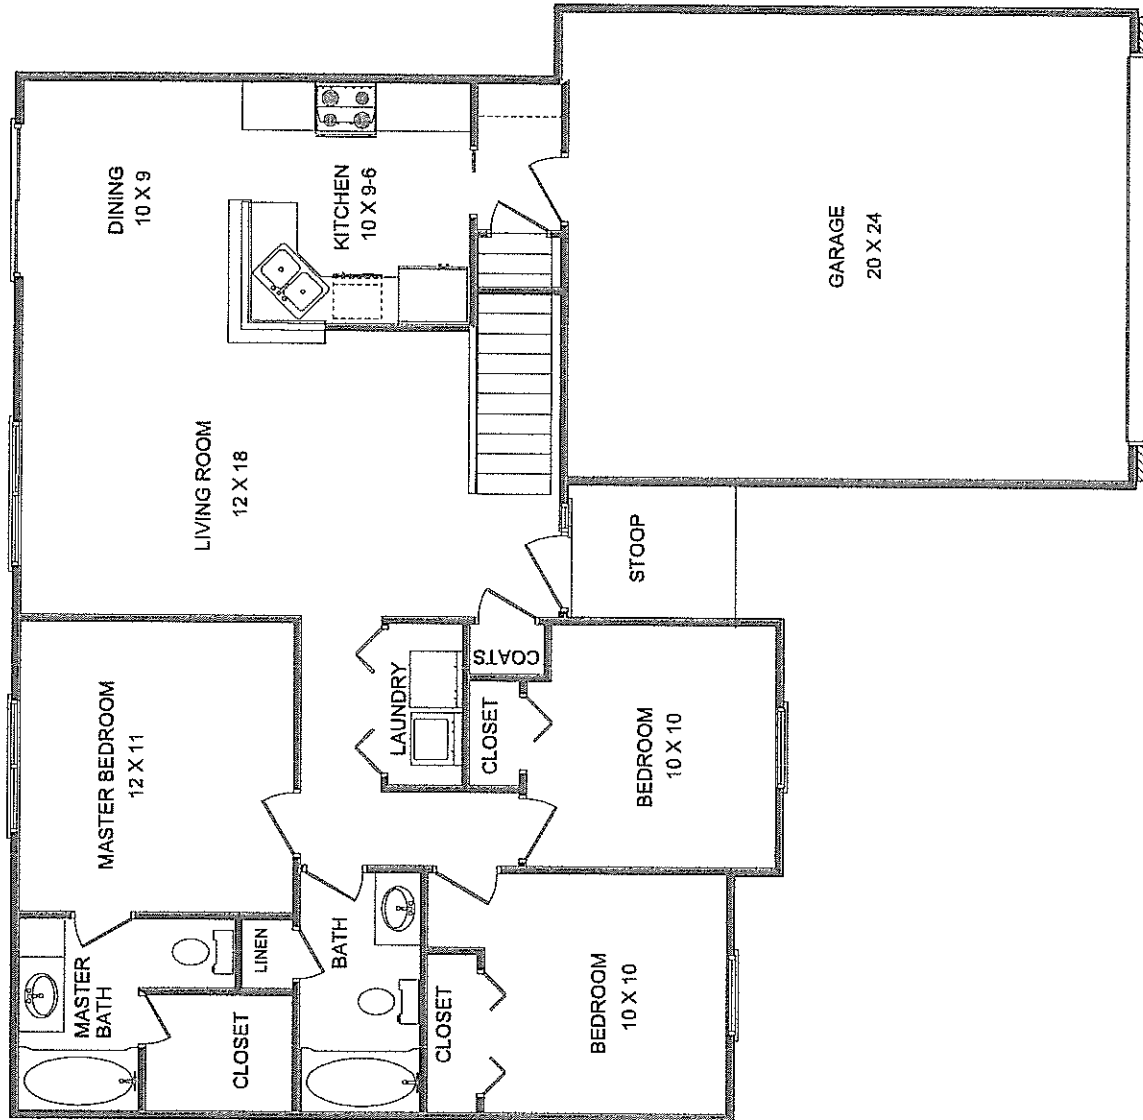 DINING
10 X 9
KITCHEN
10 X 9-6
GARAGE
20 X 24
LIVING ROOM
12 X 18
STOOP
COATS
LAUNDRY
CLOSET
MASTER BEDROOM
12 X 11
BEDROOM
10 X 10
MASTER
BATH
LINEN
BATH
CLOSET
CLOSET
BEDROOM
10 X 10